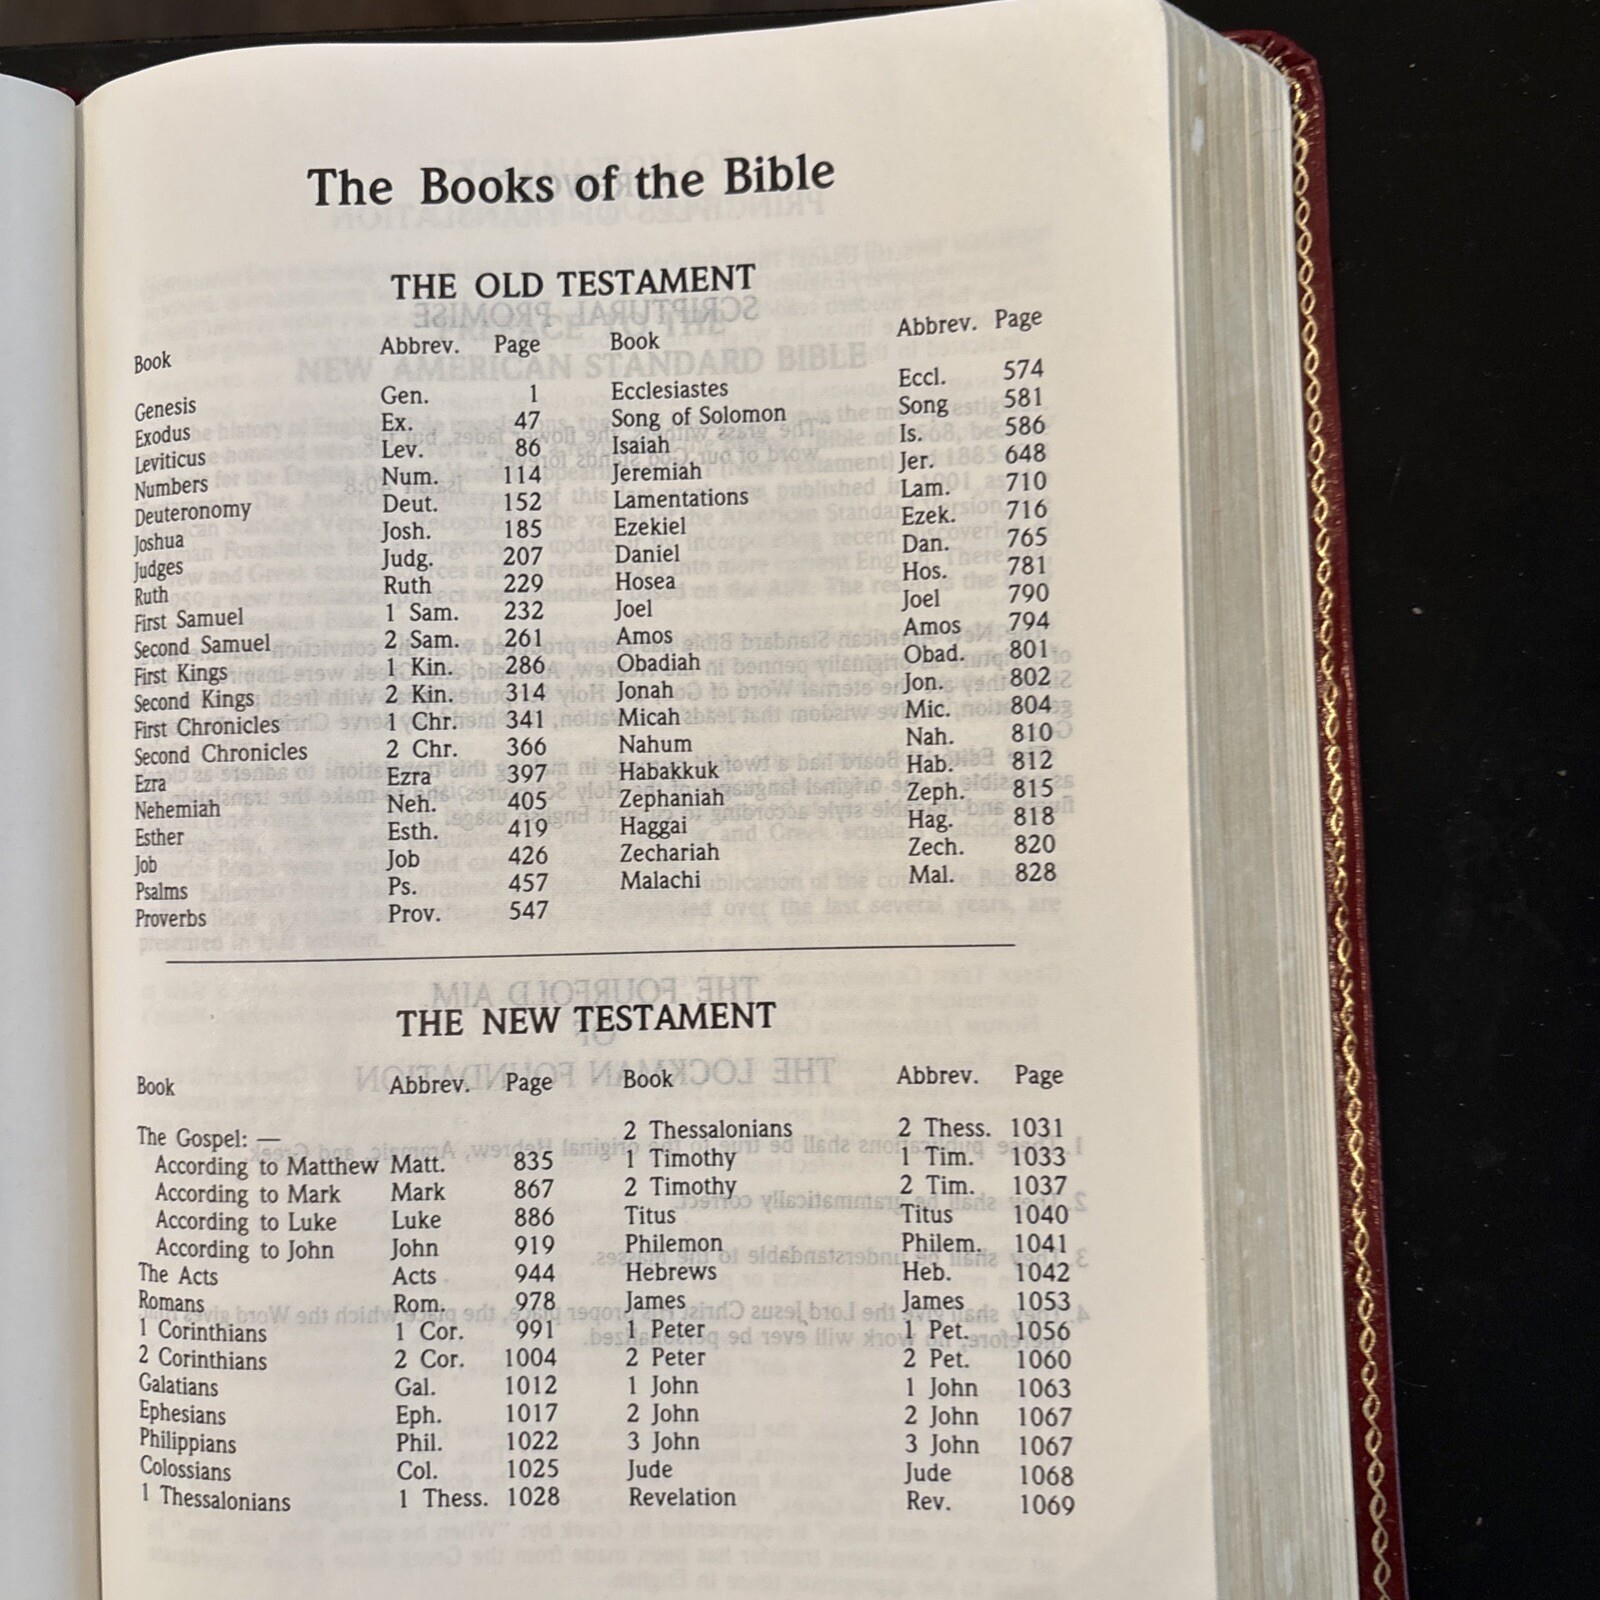 The Books of the Bible
THE OLD TESTAMENT
Book Abbrev. Page Book Abbrev. Page
Genesis Gen. 1 Ecclesiastes Eccl. 574
Exodus Ex. 47 Song of Solomon Song 581
Leviticus Lev. 86 Isaiah Is. 586
Numbers Num. 114 Jeremiah Jer. 648
Deuteronomy Deut. 152 Lamentations Lam. 710
Joshua Josh. 185 Ezekiel Ezek. 716
Judges Judg. 207 Daniel Dan. 765
Ruth Ruth 229 Hosea Hos. 781
First Samuel 1 Sam. 232 Joel Joel 790
Second Samuel 2 Sam. 261 Amos Amos 794
First Kings 1 Kin. 286 Obadiah Obad. 801
Second Kings 2 Kin. 314 Jonah Jon. 802
First Chronicles 1 Chr. 341 Micah Mic. 804
Second Chronicles 2 Chr. 366 Nahum Nah. 810
Ezra Ezra 397 Habakkuk Hab. 812
Nehemiah Neh. 405 Zephaniah Zeph. 815
Esther Esth. 419 Haggai Hag. 818
Job Job 426 Zechariah Zech. 820
Psalms Ps. 457 Malachi Mal. 828
Proverbs Prov. 547
THE NEW TESTAMENT
Book Abbrev. Page Book Abbrev. Page
The Gospel: — 2 Thessalonians 2 Thess. 1031
According to Matthew Matt. 835 1 Timothy 1 Tim. 1033
According to Mark Mark 867 2 Timothy 2 Tim. 1037
According to Luke Luke 886 Titus Titus 1040
According to John John 919 Philemon Philem. 1041
The Acts Acts 944 Hebrews Heb. 1042
Romans Rom. 978 James James 1053
1 Corinthians 1 Cor. 991 1 Peter 1 Pet. 1056
2 Corinthians 2 Cor. 1004 2 Peter 2 Pet. 1060
Galatians Gal. 1012 1 John 1 John 1063
Ephesians Eph. 1017 2 John 2 John 1067
Philippians Phil. 1022 3 John 3 John 1067
Colossians Col. 1025 Jude Jude 1068
1 Thessalonians 1 Thess. 1028 Revelation Rev. 1069